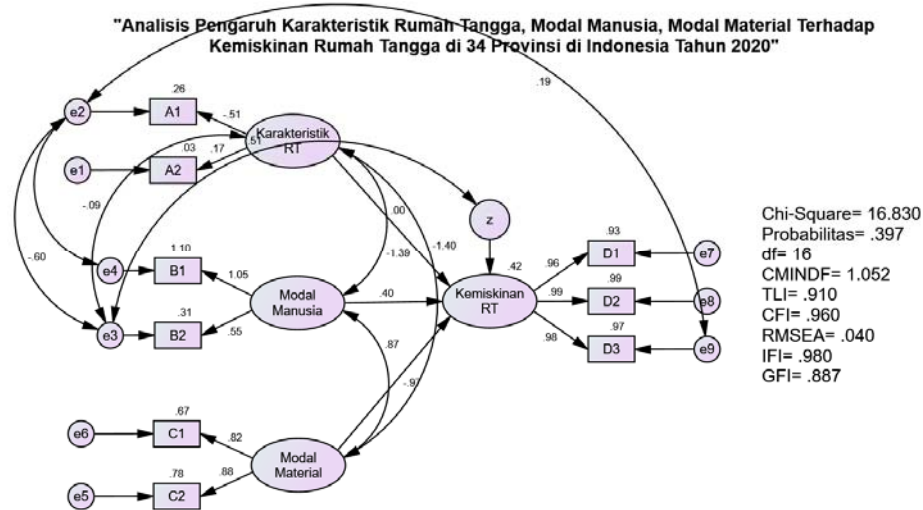 "Analisis Pengaruh Karakteristik Rumah Tangga, Modal Manusia, Modal Material Terhadap
Kemiskinan Rumah Tangga di 34 Provinsi di Indonesia Tahun 2020"
.19
.26
e2
A1
-.51
.03
.17
.51
Karakteristik
RT
e1
A2
-.09
.00
z
-.60
1.10
-1.39
-1.40
.93
e4
B1
1.05
.42
.96
D1
e7
Modal
Manusia
.40
Kemiskinan
RT
.99
.99
D2
e8
.31
e3
B2
.55
.87
-.97
.98
.97
D3
e9
.67
e6
C1
.82
Modal
Material
.78
.88
e5
C2
Chi-Square= 16.830
Probabilitas= .397
df= 16
CMINDF= 1.052
TLI= .910
CFI= .960
RMSEA= .040
IFI= .980
GFI= .887